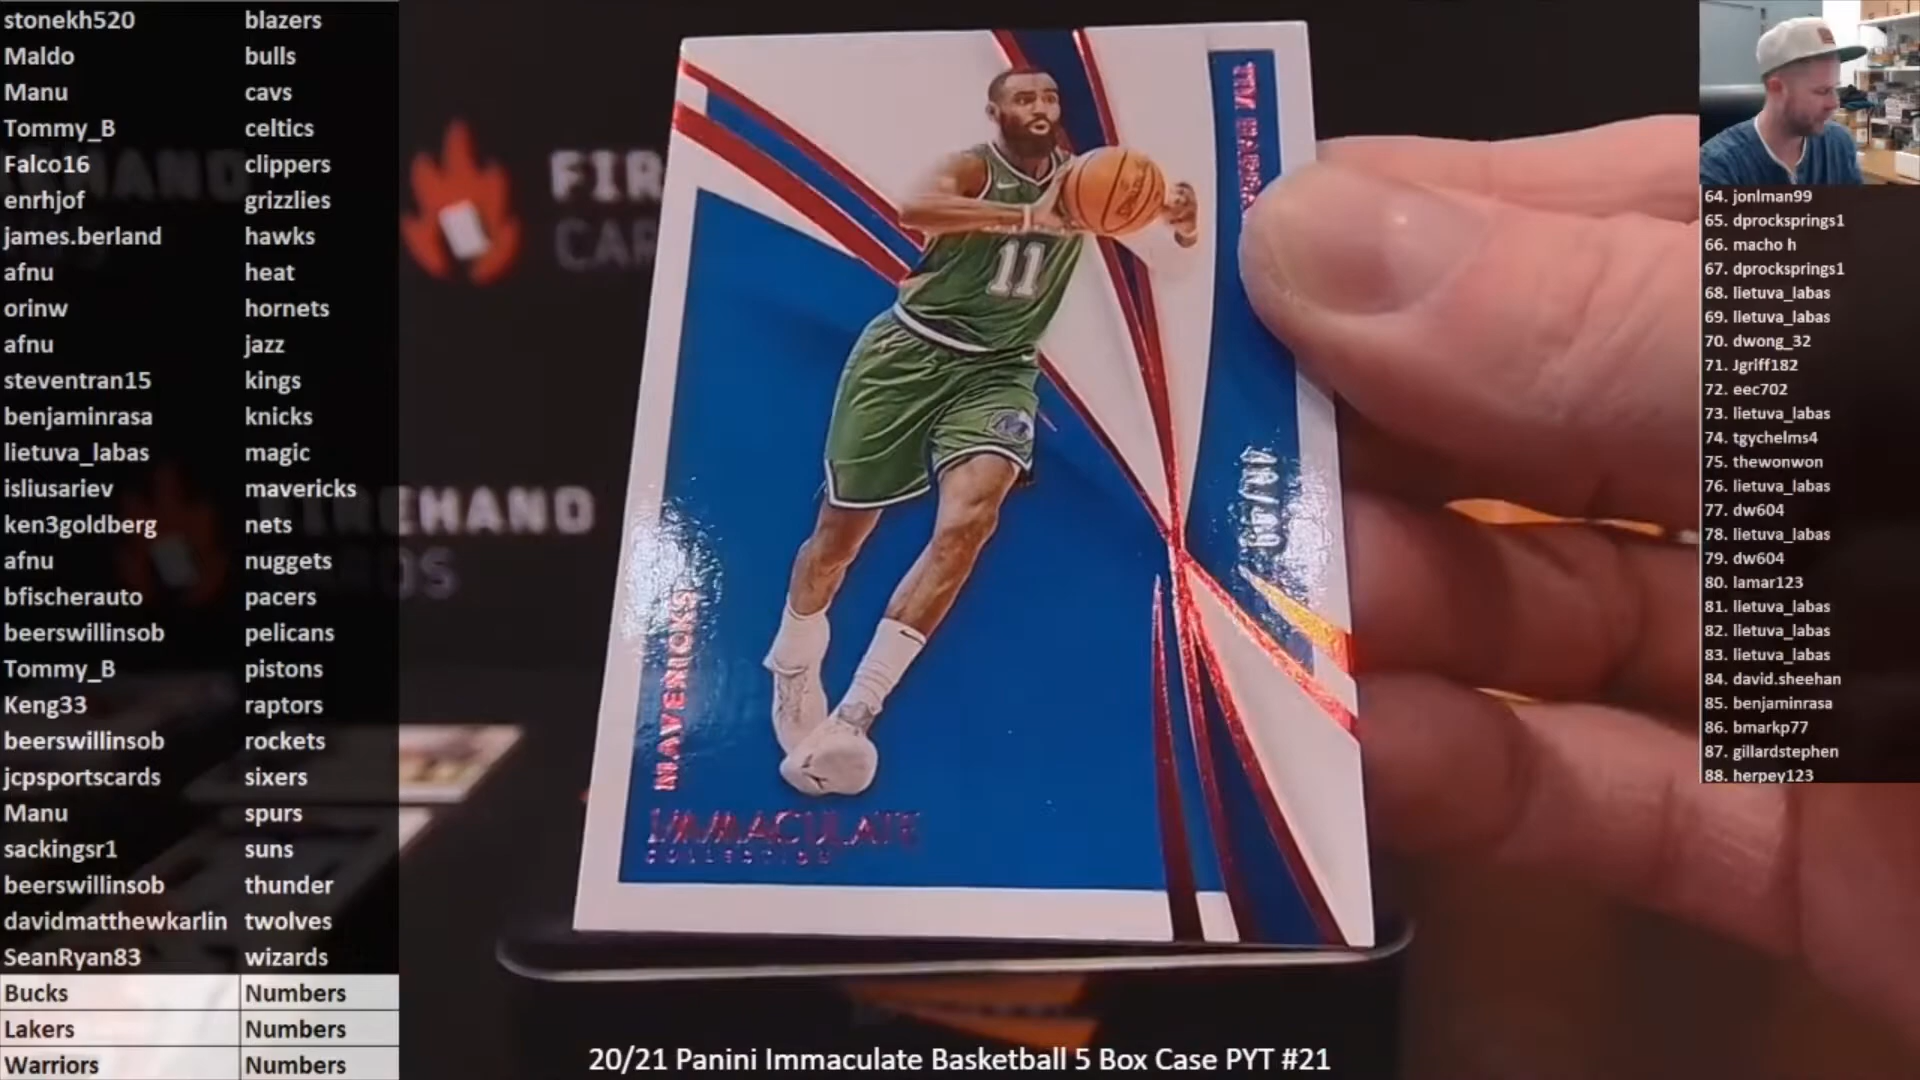 stonekh520 blazers
Maldo bulls
Manu cavs
Tommy_B celtics
Falco16 clippers
enrhjof grizzlies
james.berland hawks
afnu heat
orinw hornets
afnu jazz
steventran15 kings
benjaminrasa knicks
lietuva_labas magic
isliusariev mavericks
ken3goldberg nets
afnu nuggets
bfischerauto pacers
beerswillinsob pelicans
Tommy_B pistons
Keng33 raptors
beerswillinsob rockets
jcpsportscards sixers
Manu spurs
sackingsr1 suns
beerswillinsob thunder
davidmatthewkarlin twolves
SeanRyan83 wizards
Bucks Numbers
Lakers Numbers
Warriors Numbers
11
MAVERICKS
IMMACULATE
COLLECTION
20/21 Panini Immaculate Basketball 5 Box Case PYT #21
64. jonlman99
65. dprocksprings1
66. macho h
67. dprocksprings1
68. lietuva_labas
69. lietuva_labas
70. dwong_32
71. Jgriff182
72. eec702
73. lietuva_labas
74. tgychelms4
75. thewonwon
76. lietuva_labas
77. dw604
78. lietuva_labas
79. dw604
80. lamar123
81. lietuva_labas
82. lietuva_labas
83. lietuva_labas
84. david.sheehan
85. benjaminrasa
86. bmarkp77
87. gillardstephen
88. herpey123